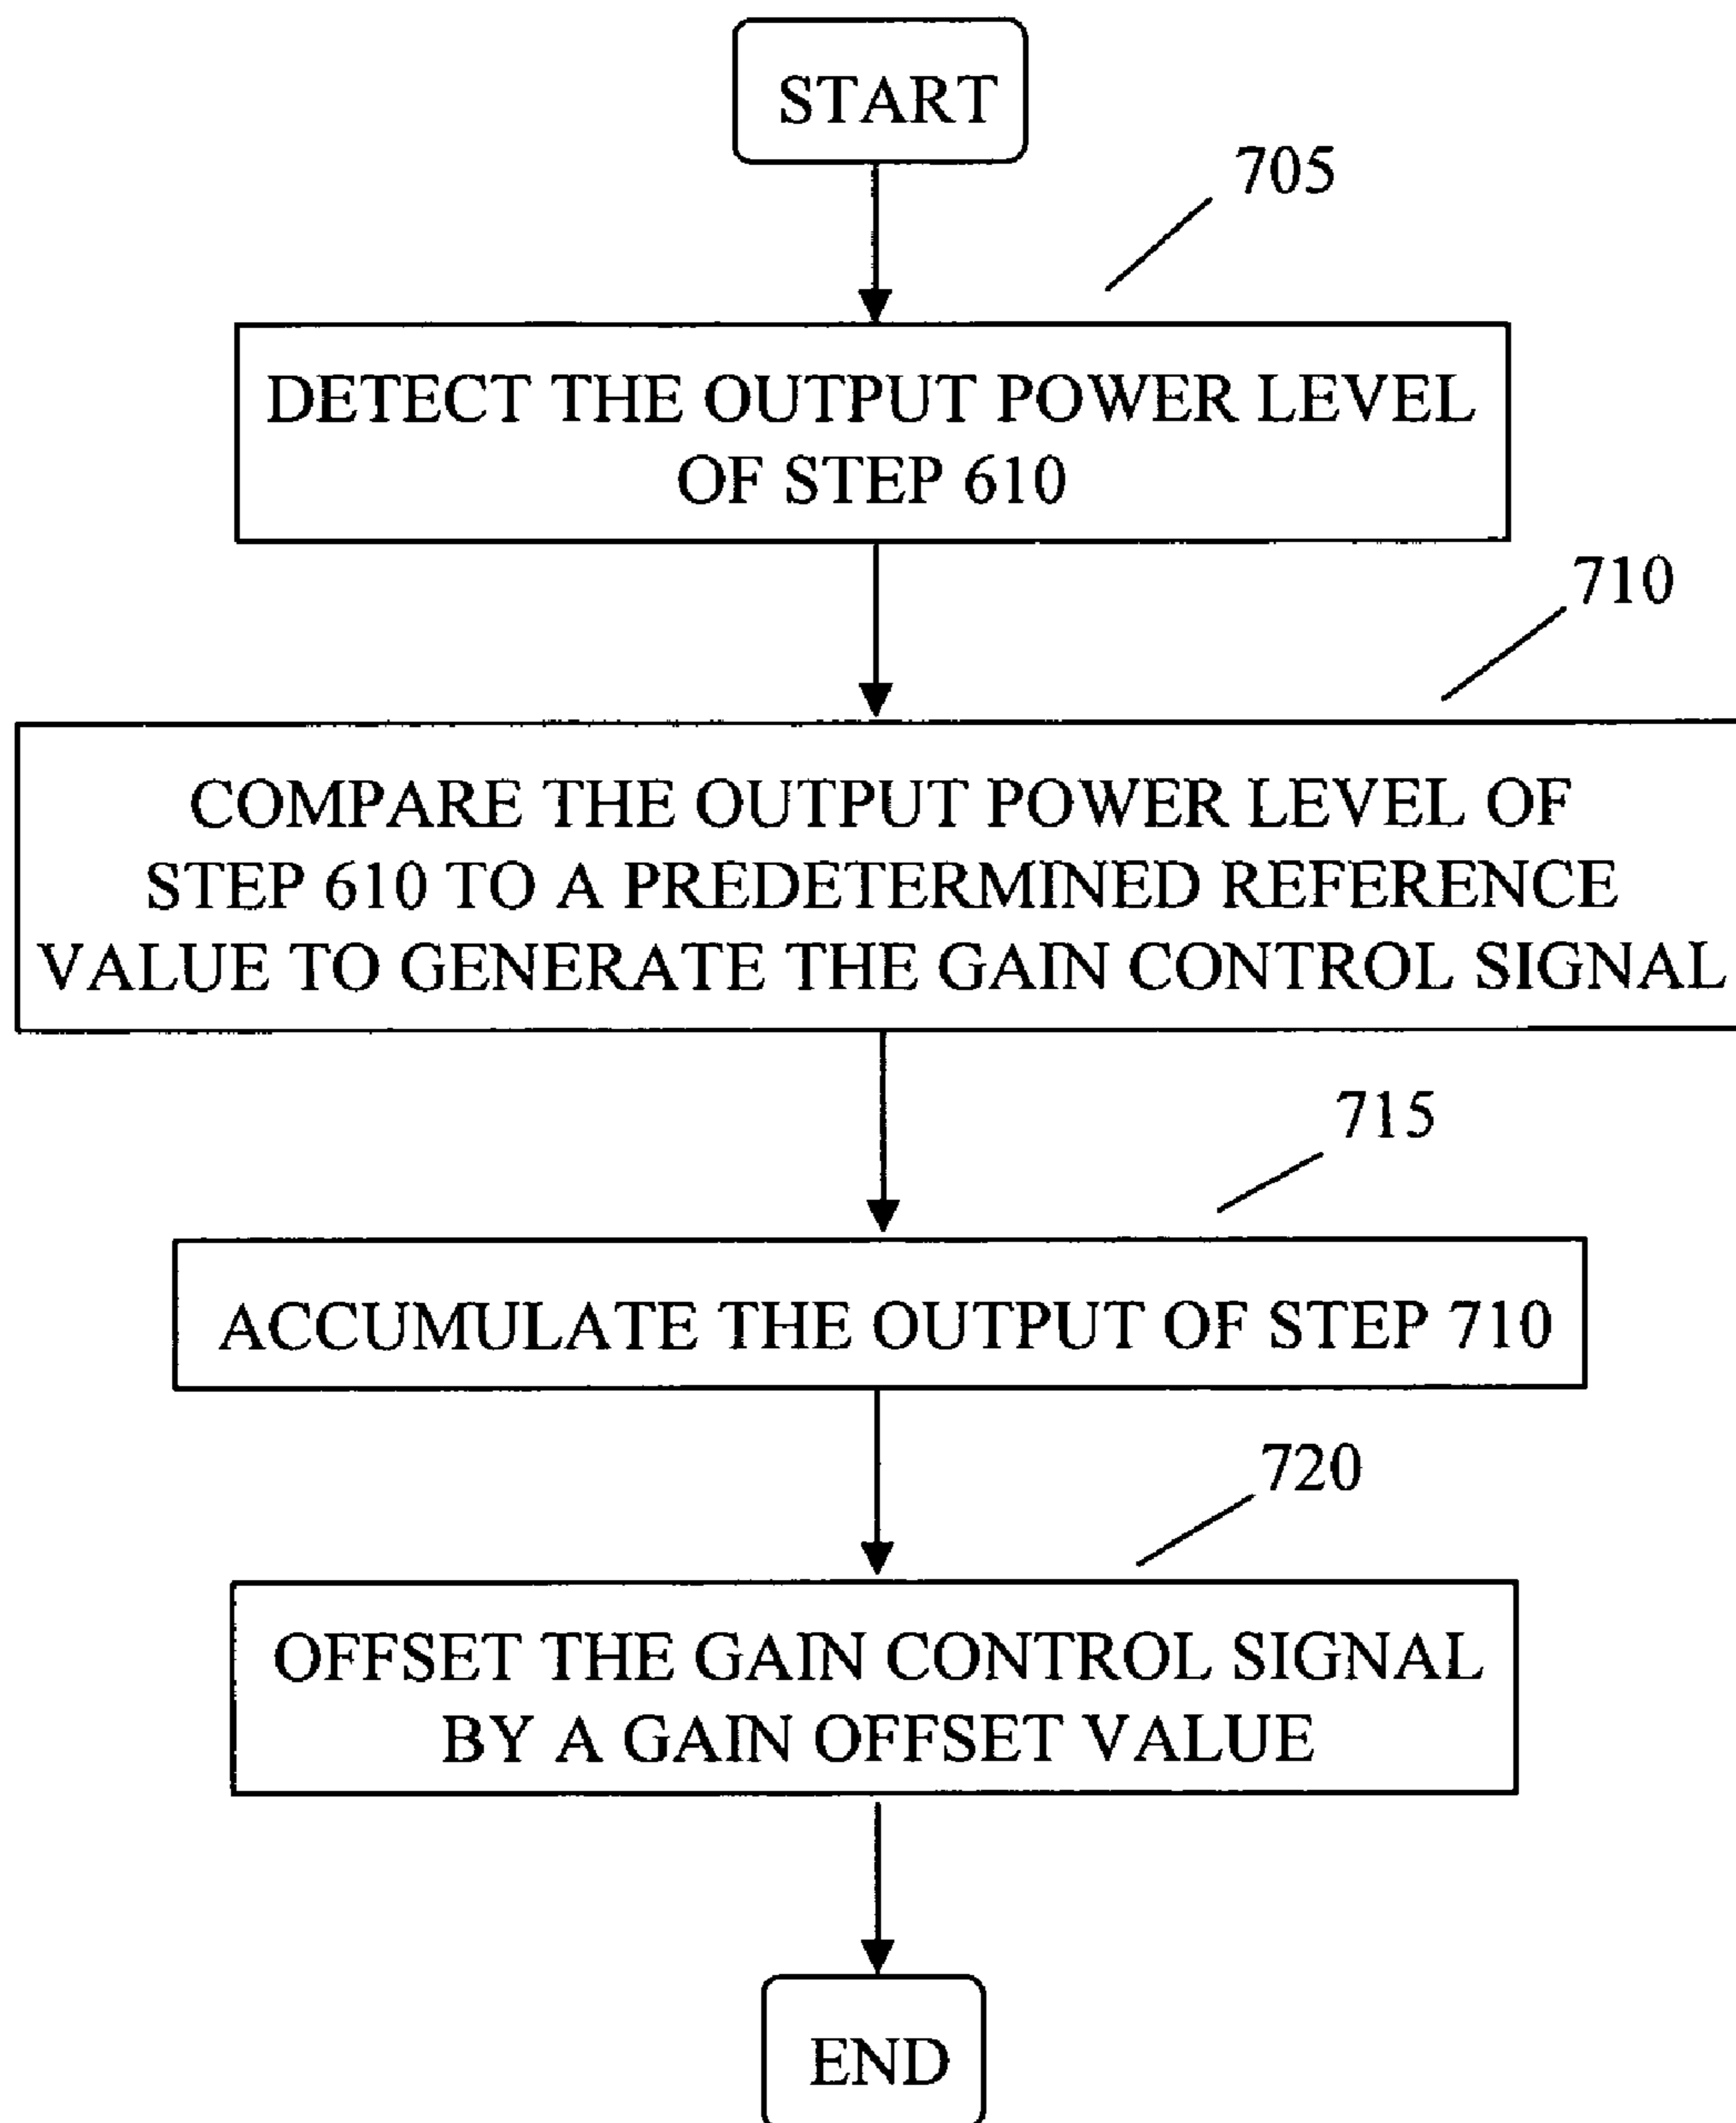 START
705
DETECT THE OUTPUT POWER LEVEL
OF STEP 610
710
COMPARE THE OUTPUT POWER LEVEL OF
STEP 610 TO A PREDETERMINED REFERENCE
VALUE TO GENERATE THE GAIN CONTROL SIGNAL
715
ACCUMULATE THE OUTPUT OF STEP 710
720
OFFSET THE GAIN CONTROL SIGNAL
BY A GAIN OFFSET VALUE
END